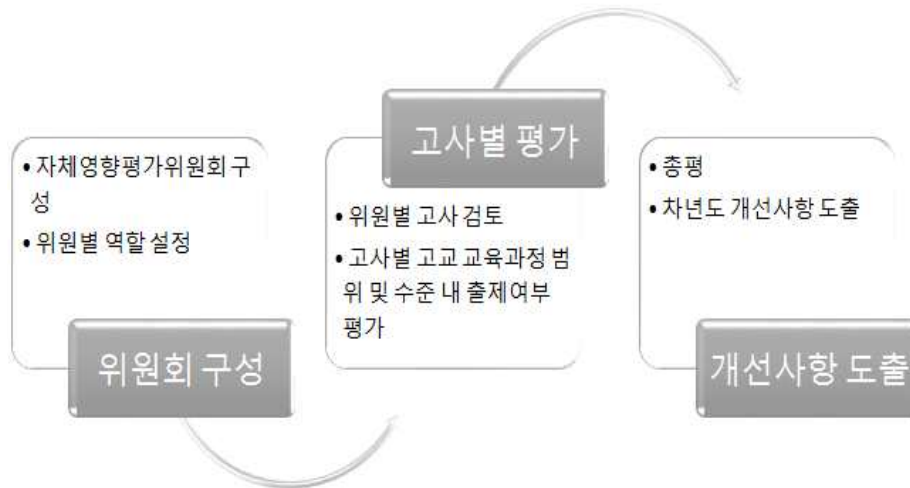 • 자체영향평가위원회 구
성
• 위원별 역할 설정
위원회 구성
고사별 평가
• 위원별 고사 검토
• 고사별 고교 교육과정 범
위 및 수준 내 출제여부
평가
• 총평
• 차년도 개선사항 도출
개선사항 도출